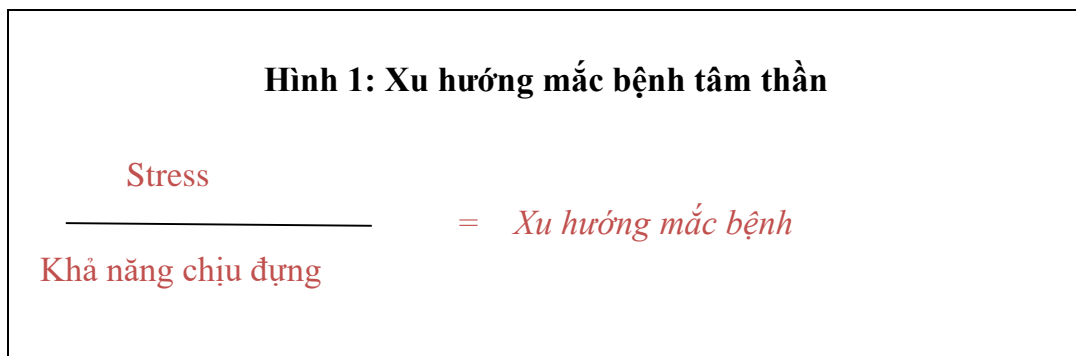 Hình 1: Xu hướng mắc bệnh tâm thần
Stress
= Xu hướng mắc bệnh
Khả năng chịu đựng